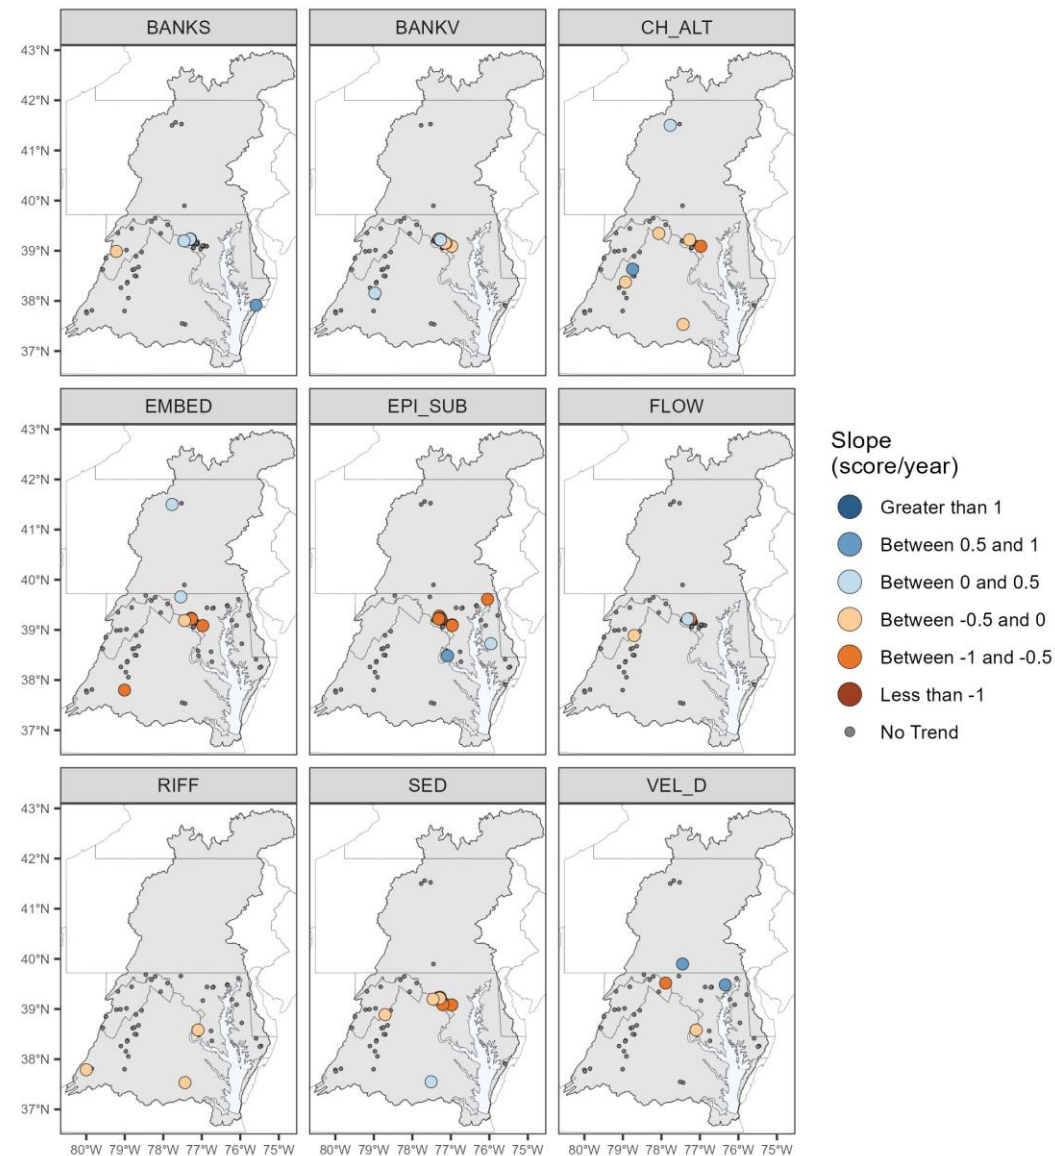 BANKS BANKV CH_ALT
43°N
42°N
41°N
40°N
39°N
38°N
37°N
EMBED EPI_SUB FLOW
43°N
42°N
41°N
40°N
39°N
38°N
37°N
Slope
(score/year)
Greater than 1
Between 0.5 and 1
Between 0 and 0.5
Between -0.5 and 0
Between -1 and -0.5
Less than -1
No Trend
RIFF SED VEL_D
43°N
42°N
41°N
40°N
39°N
38°N
37°N
80°W 79°W 78°W 77°W 76°W 75°W 80°W 79°W 78°W 77°W 76°W 75°W 80°W 79°W 78°W 77°W 76°W 75°W